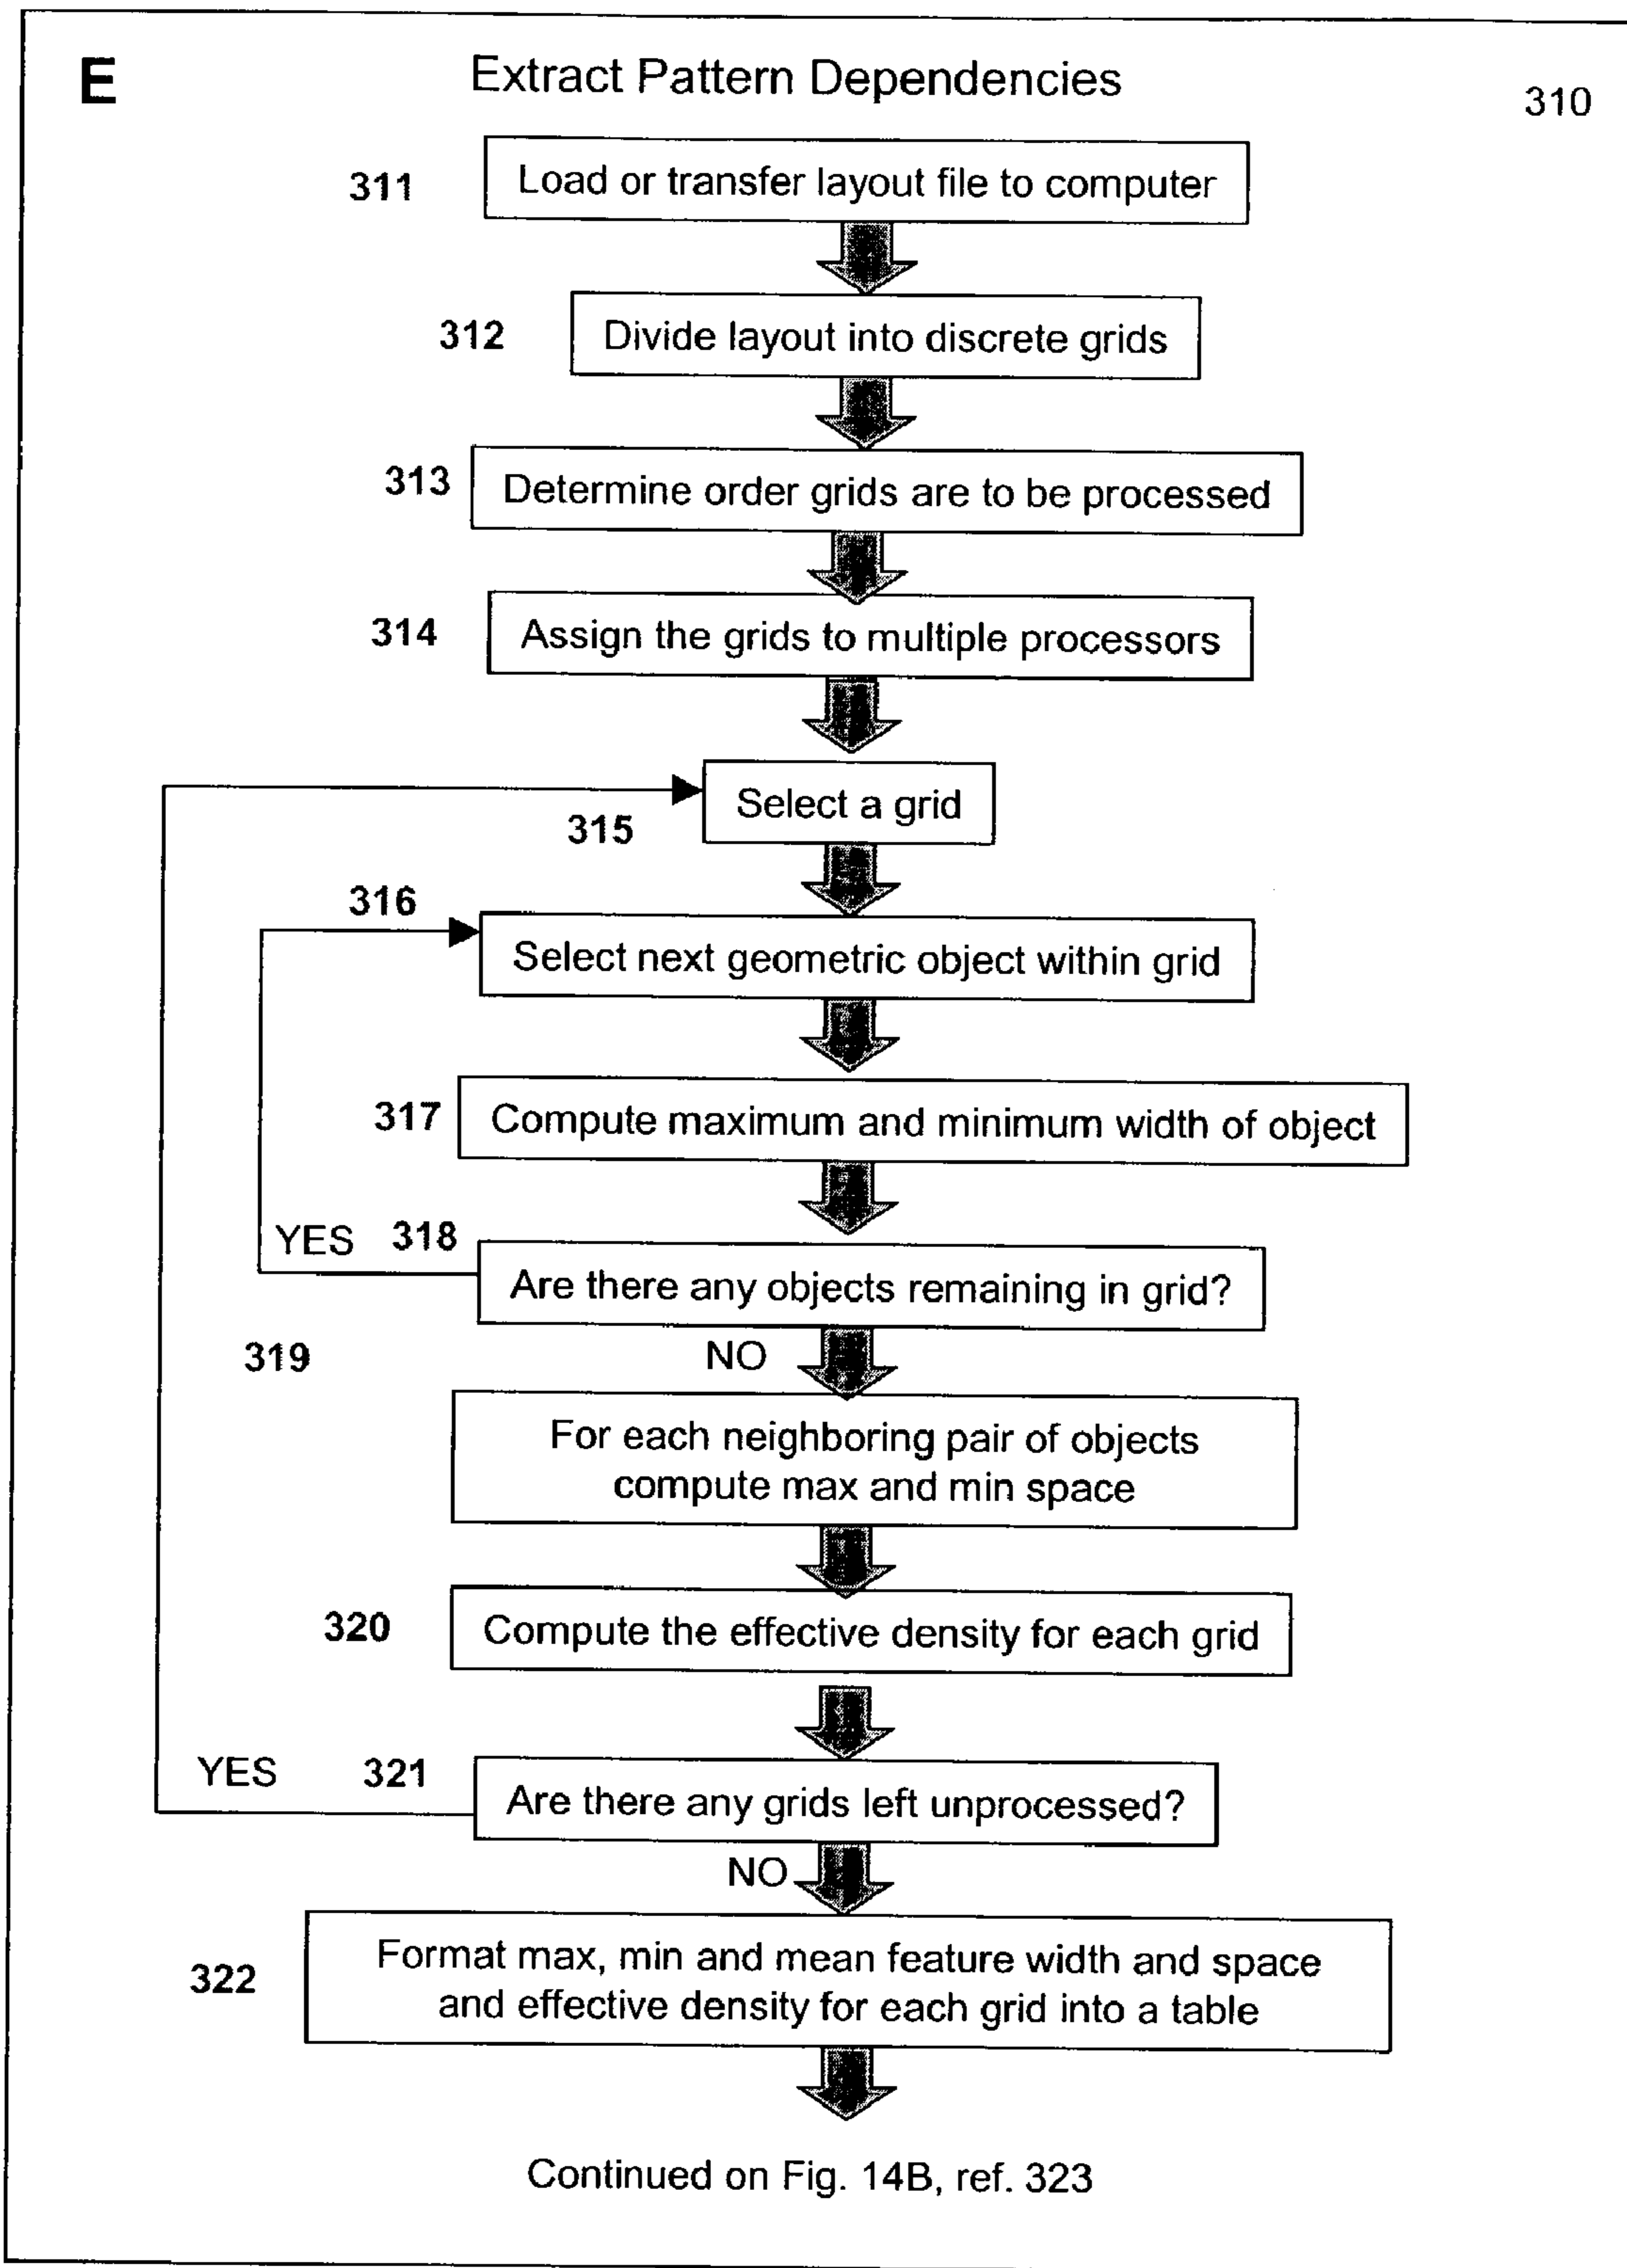 E
Extract Pattern Dependencies
310
311
Load or transfer layout file to computer
312
Divide layout into discrete grids
313
Determine order grids are to be processed
314
Assign the grids to multiple processors
315
Select a grid
316
Select next geometric object within grid
317
Compute maximum and minimum width of object
YES
318
Are there any objects remaining in grid?
319
NO
For each neighboring pair of objects
compute max and min space
320
Compute the effective density for each grid
YES
321
Are there any grids left unprocessed?
NO
322
Format max, min and mean feature width and space
and effective density for each grid into a table
Continued on Fig. 14B, ref. 323